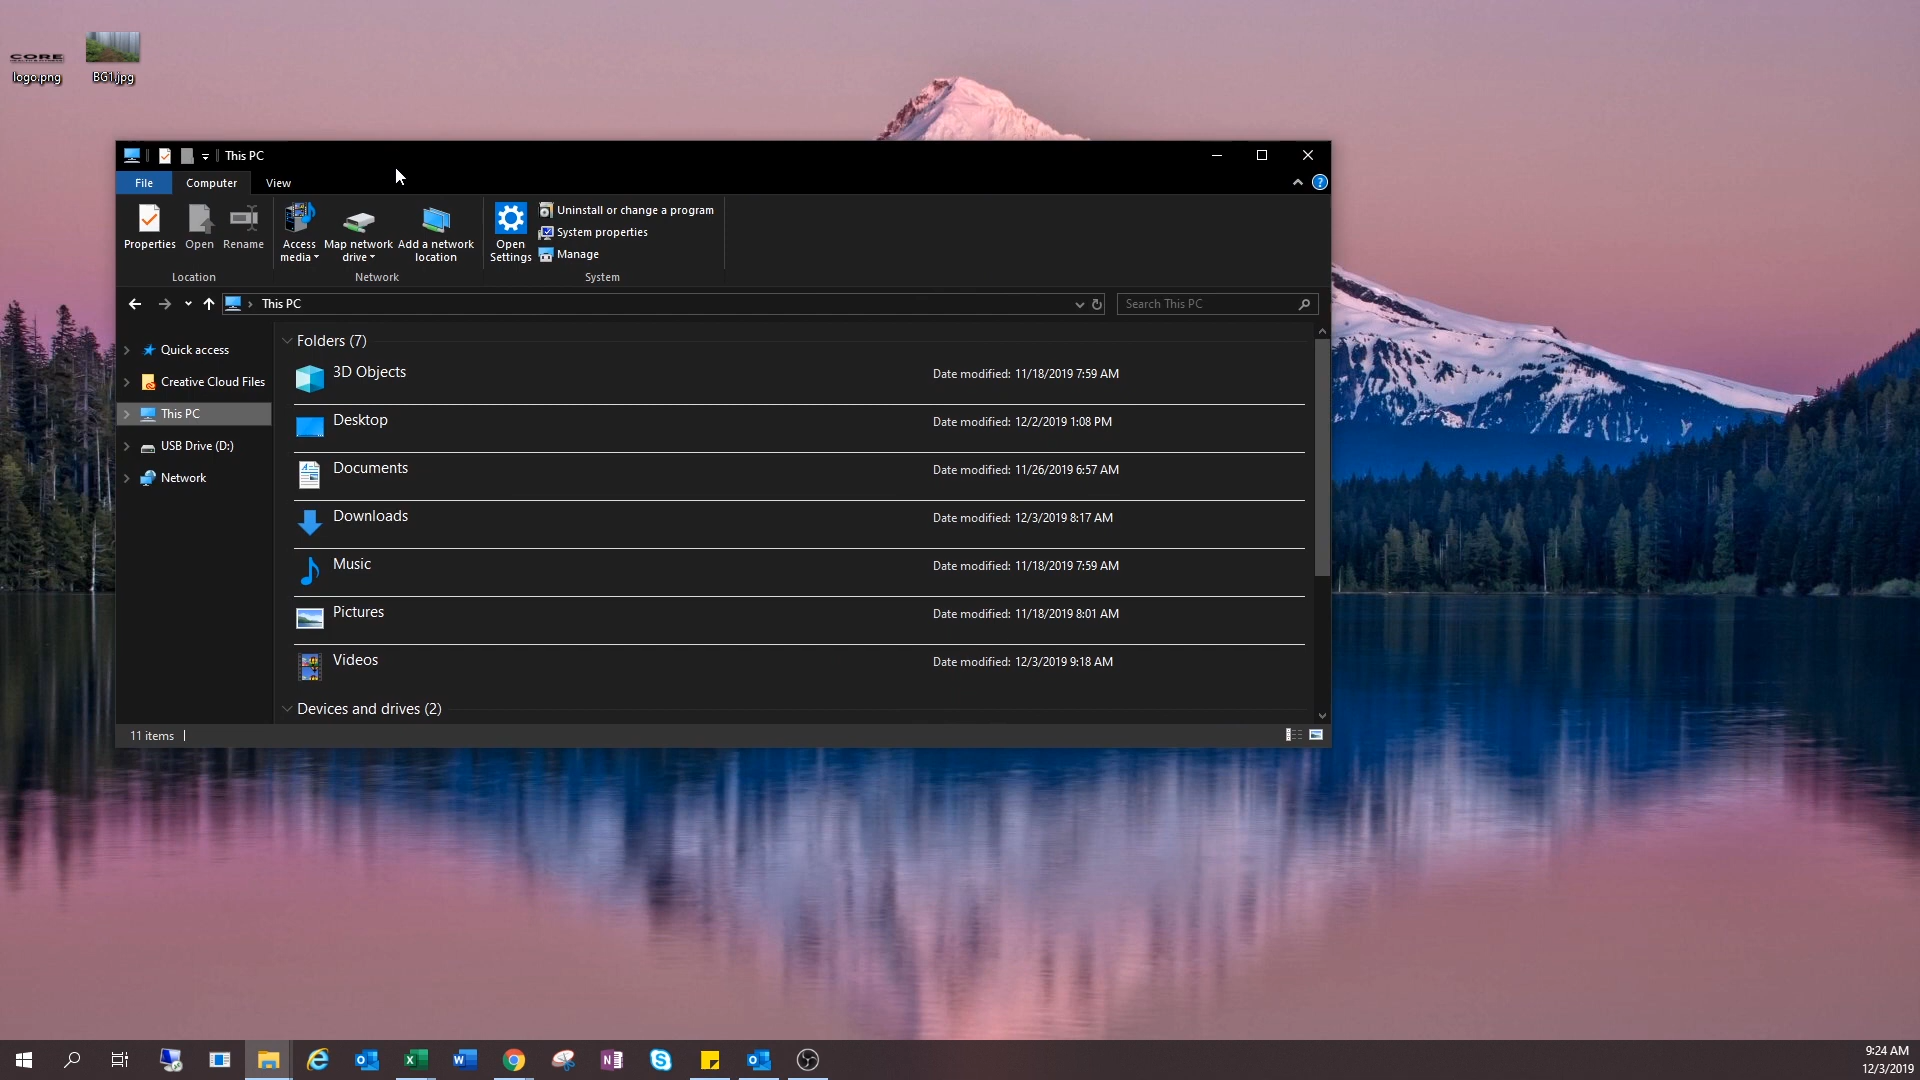 CORE
logo.png
BG1.jpg
This PC
File Computer View
Properties Open Rename
Access media
Map network drive
Add a network location
Open Settings
Uninstall or change a program
System properties
Manage
Location Network System
This PC
Search This PC
Quick access
Creative Cloud Files
This PC
USB Drive (D:)
Network
Folders (7)
3D Objects Date modified: 11/18/2019 7:59 AM
Desktop Date modified: 12/2/2019 1:08 PM
Documents Date modified: 11/26/2019 6:57 AM
Downloads Date modified: 12/3/2019 8:17 AM
Music Date modified: 11/18/2019 7:59 AM
Pictures Date modified: 11/18/2019 8:01 AM
Videos Date modified: 12/3/2019 9:18 AM
Devices and drives (2)
11 items
9:24 AM
12/3/2019